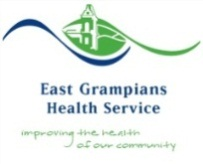 East Grampians
Health Service
improving the health
of our community